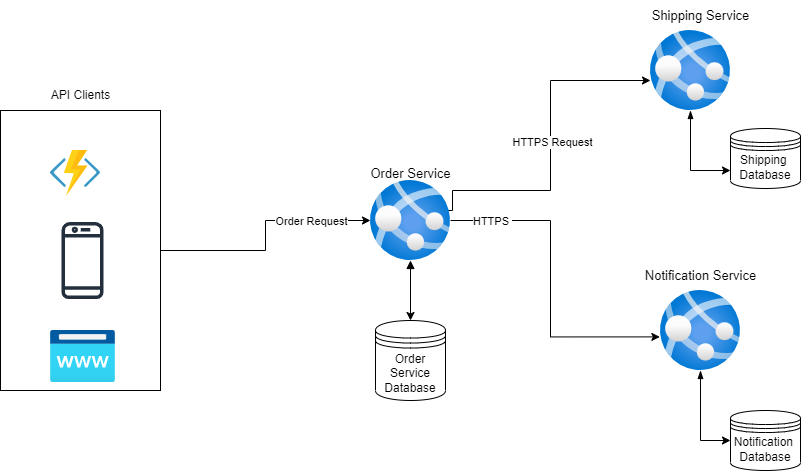 Shipping Service
API Clients
HTTPS Request
Shipping
Database
Order Service
Order Request
HTTPS
Notification Service
Order
Service
Database
WWW
Notification
Database